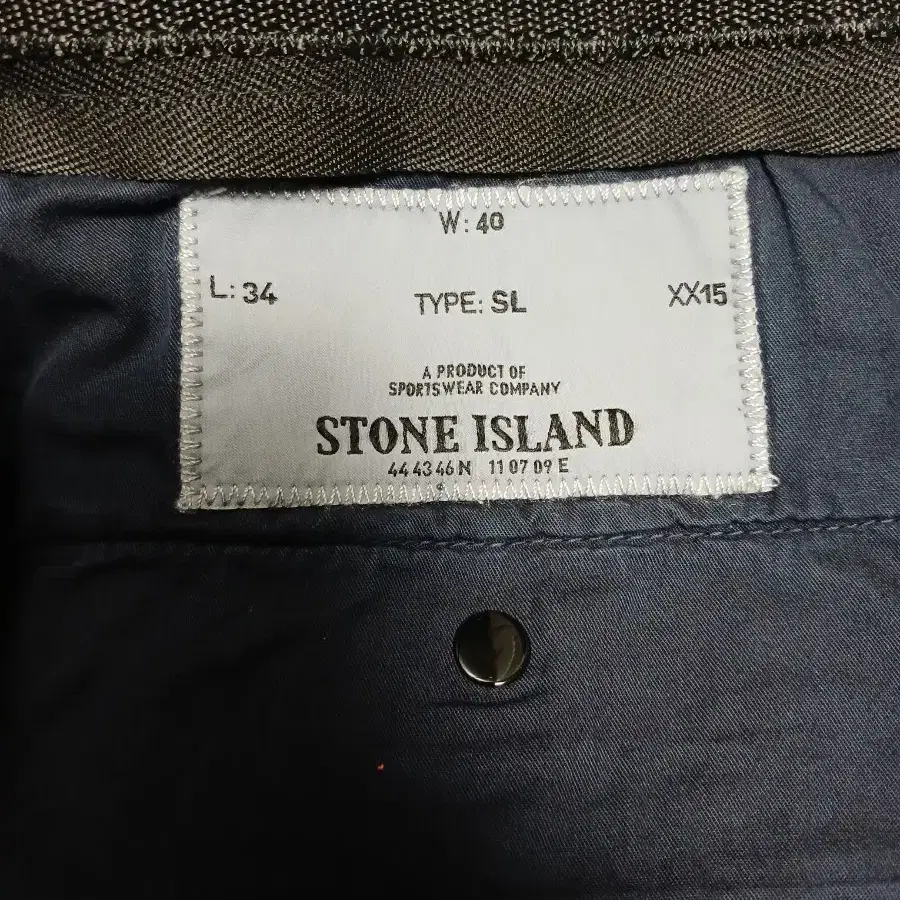 W: 40
L: 34 TYPE: SL XX15
A PRODUCT OF
SPORTSWEAR COMPANY
STONE ISLAND
44 43 46 N 11 07 09 E